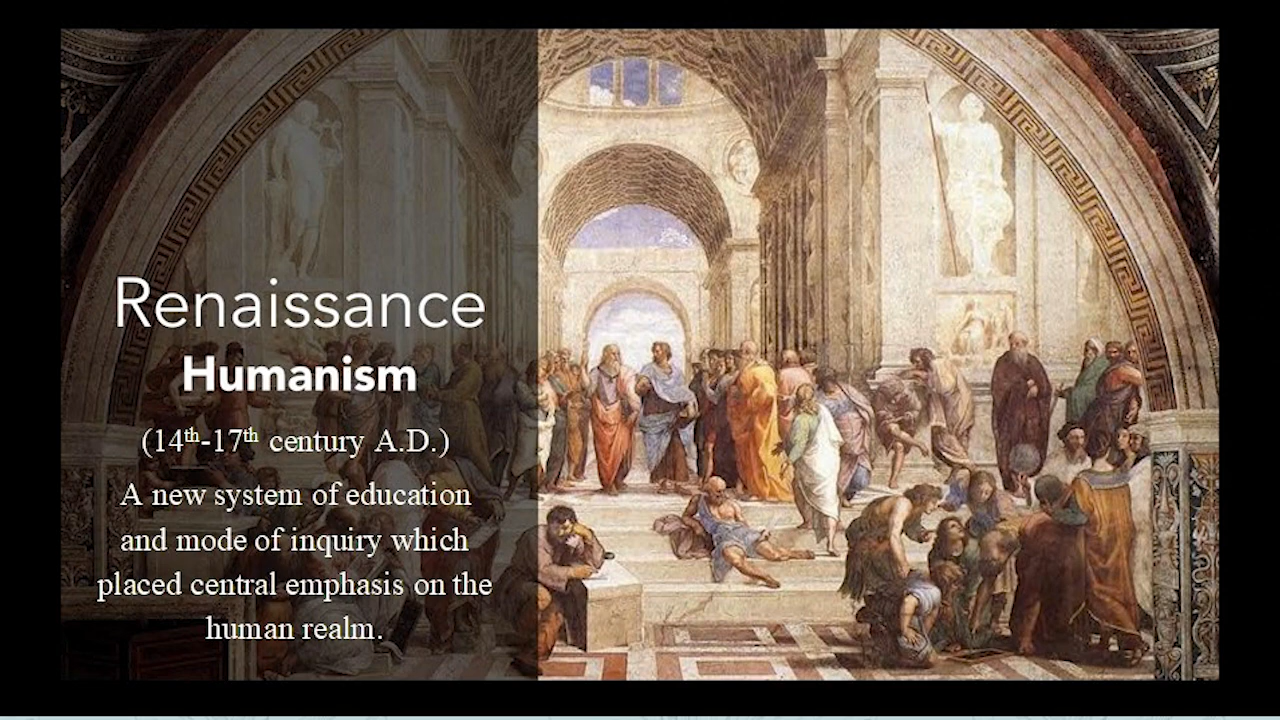 Renaissance
Humanism
(14th-17th century A.D.)
A new system of education
and mode of inquiry which
placed central emphasis on the
human realm.